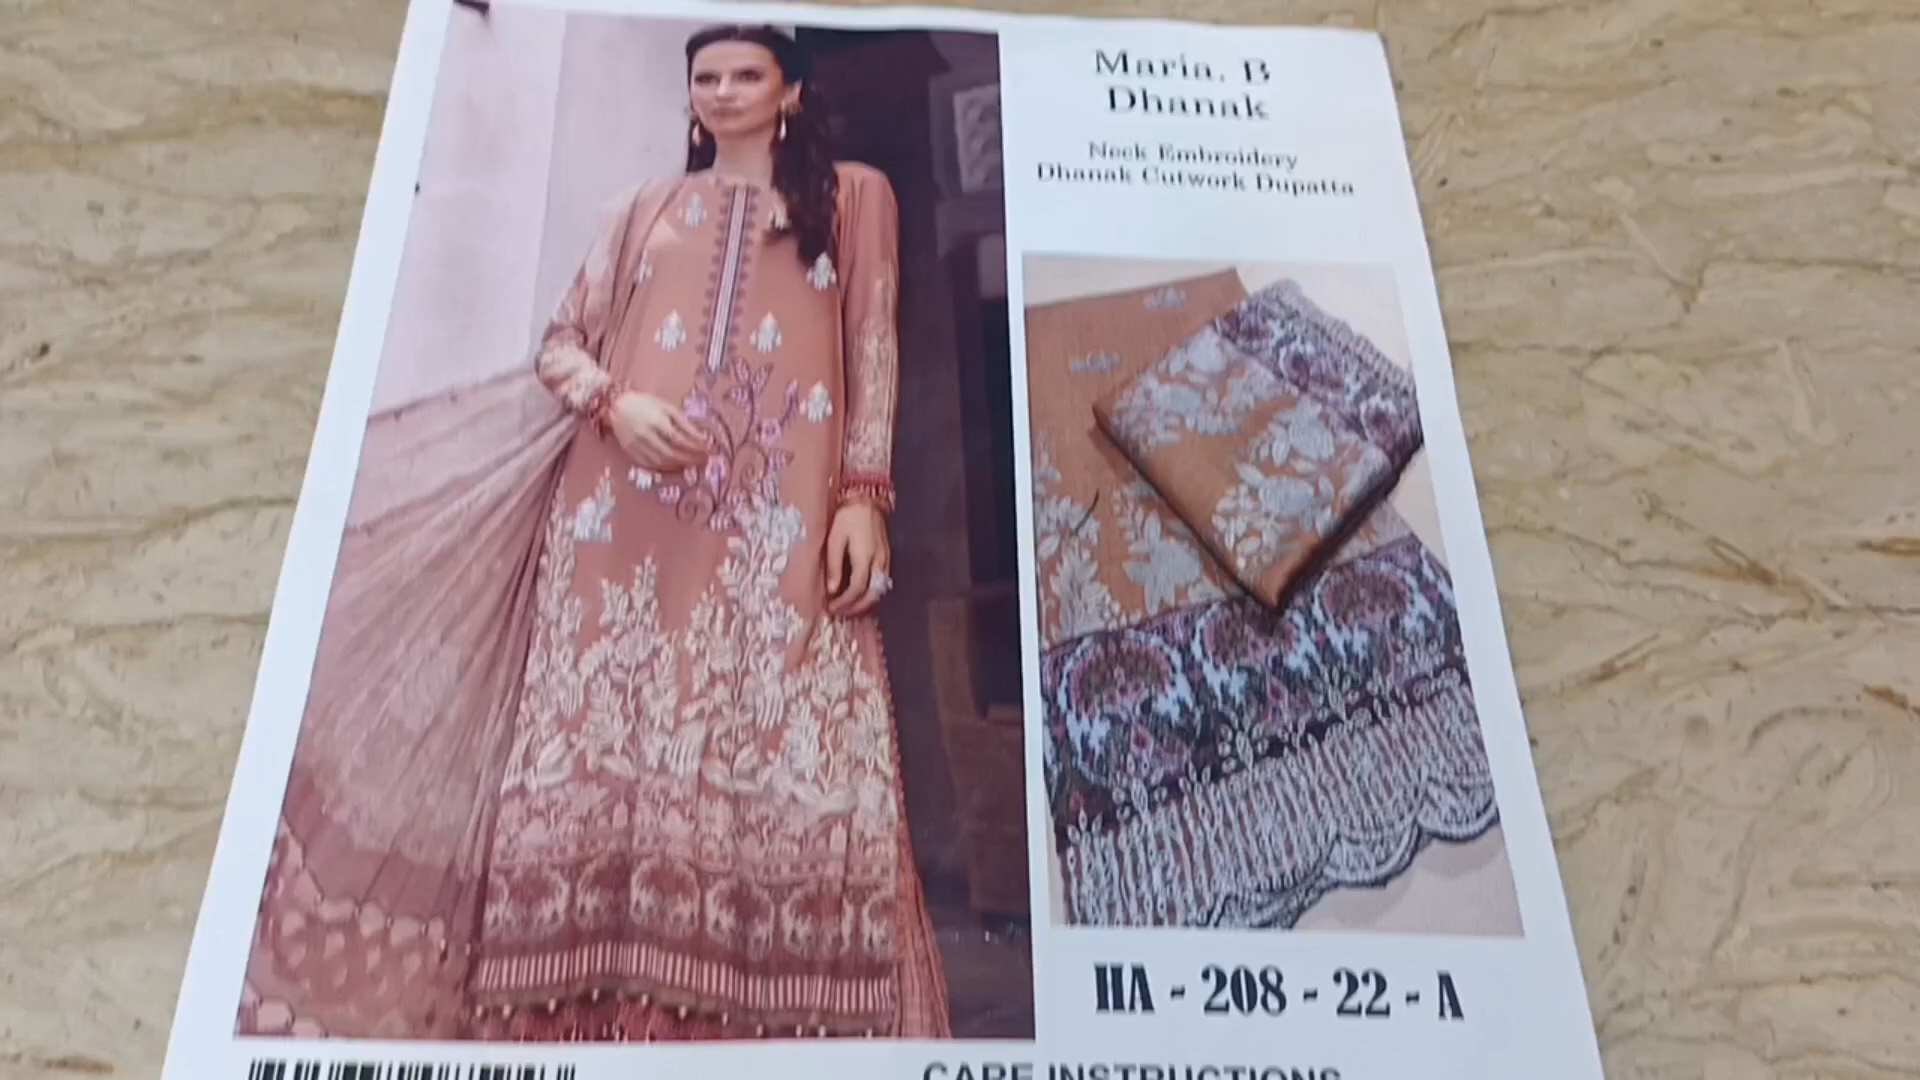 Maria. B
Dhanak
Neck Embroidery
Dhanak Cutwork Dupatta
HA - 208 - 22 - A
CARE INSTRUCTIONS